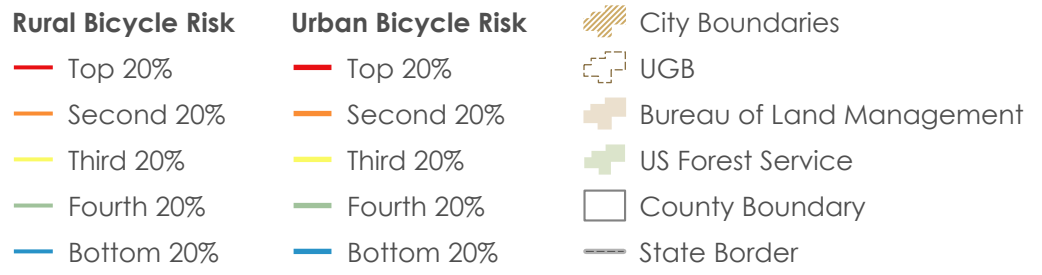 Rural Bicycle Risk
Top 20%
Second 20%
Third 20%
Fourth 20%
Bottom 20%
Urban Bicycle Risk
Top 20%
Second 20%
Third 20%
Fourth 20%
Bottom 20%
City Boundaries
UGB
Bureau of Land Management
US Forest Service
County Boundary
State Border